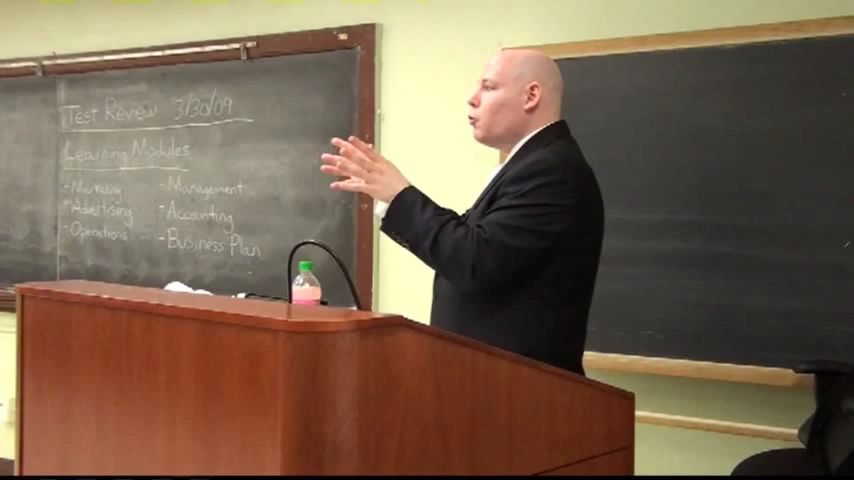 Test Review 3/30/09
Learning Modules
- Marketing - Management
- Advertising - Accounting
- Operations - Business Plan